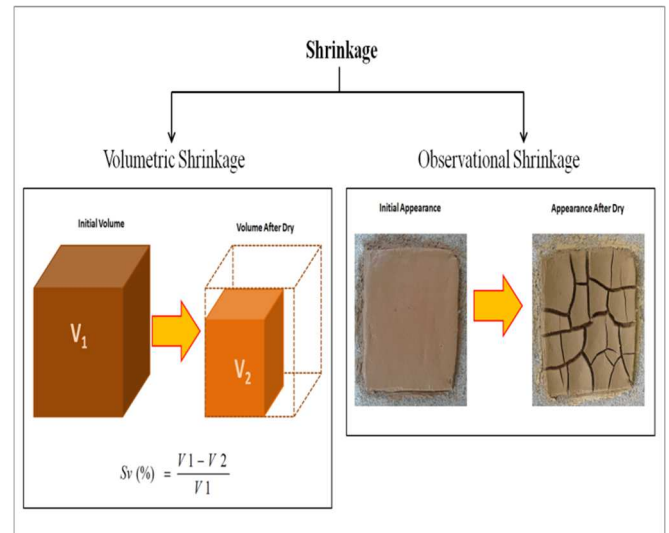 Shrinkage
Volumetric Shrinkage
Observational Shrinkage
Initial Volume
Volume After Dry
V1
V2
Sv (%) = V1 – V2 / V1
Initial Appearance
Appearance After Dry